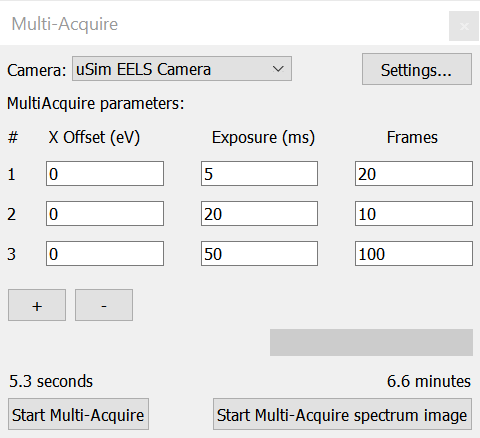 Multi-Acquire
Camera: uSim EELS Camera Settings...
MultiAcquire parameters:
# X Offset (eV) Exposure (ms) Frames
1 0 5 20
2 0 20 10
3 0 50 100
+ -
5.3 seconds 6.6 minutes
Start Multi-Acquire Start Multi-Acquire spectrum image